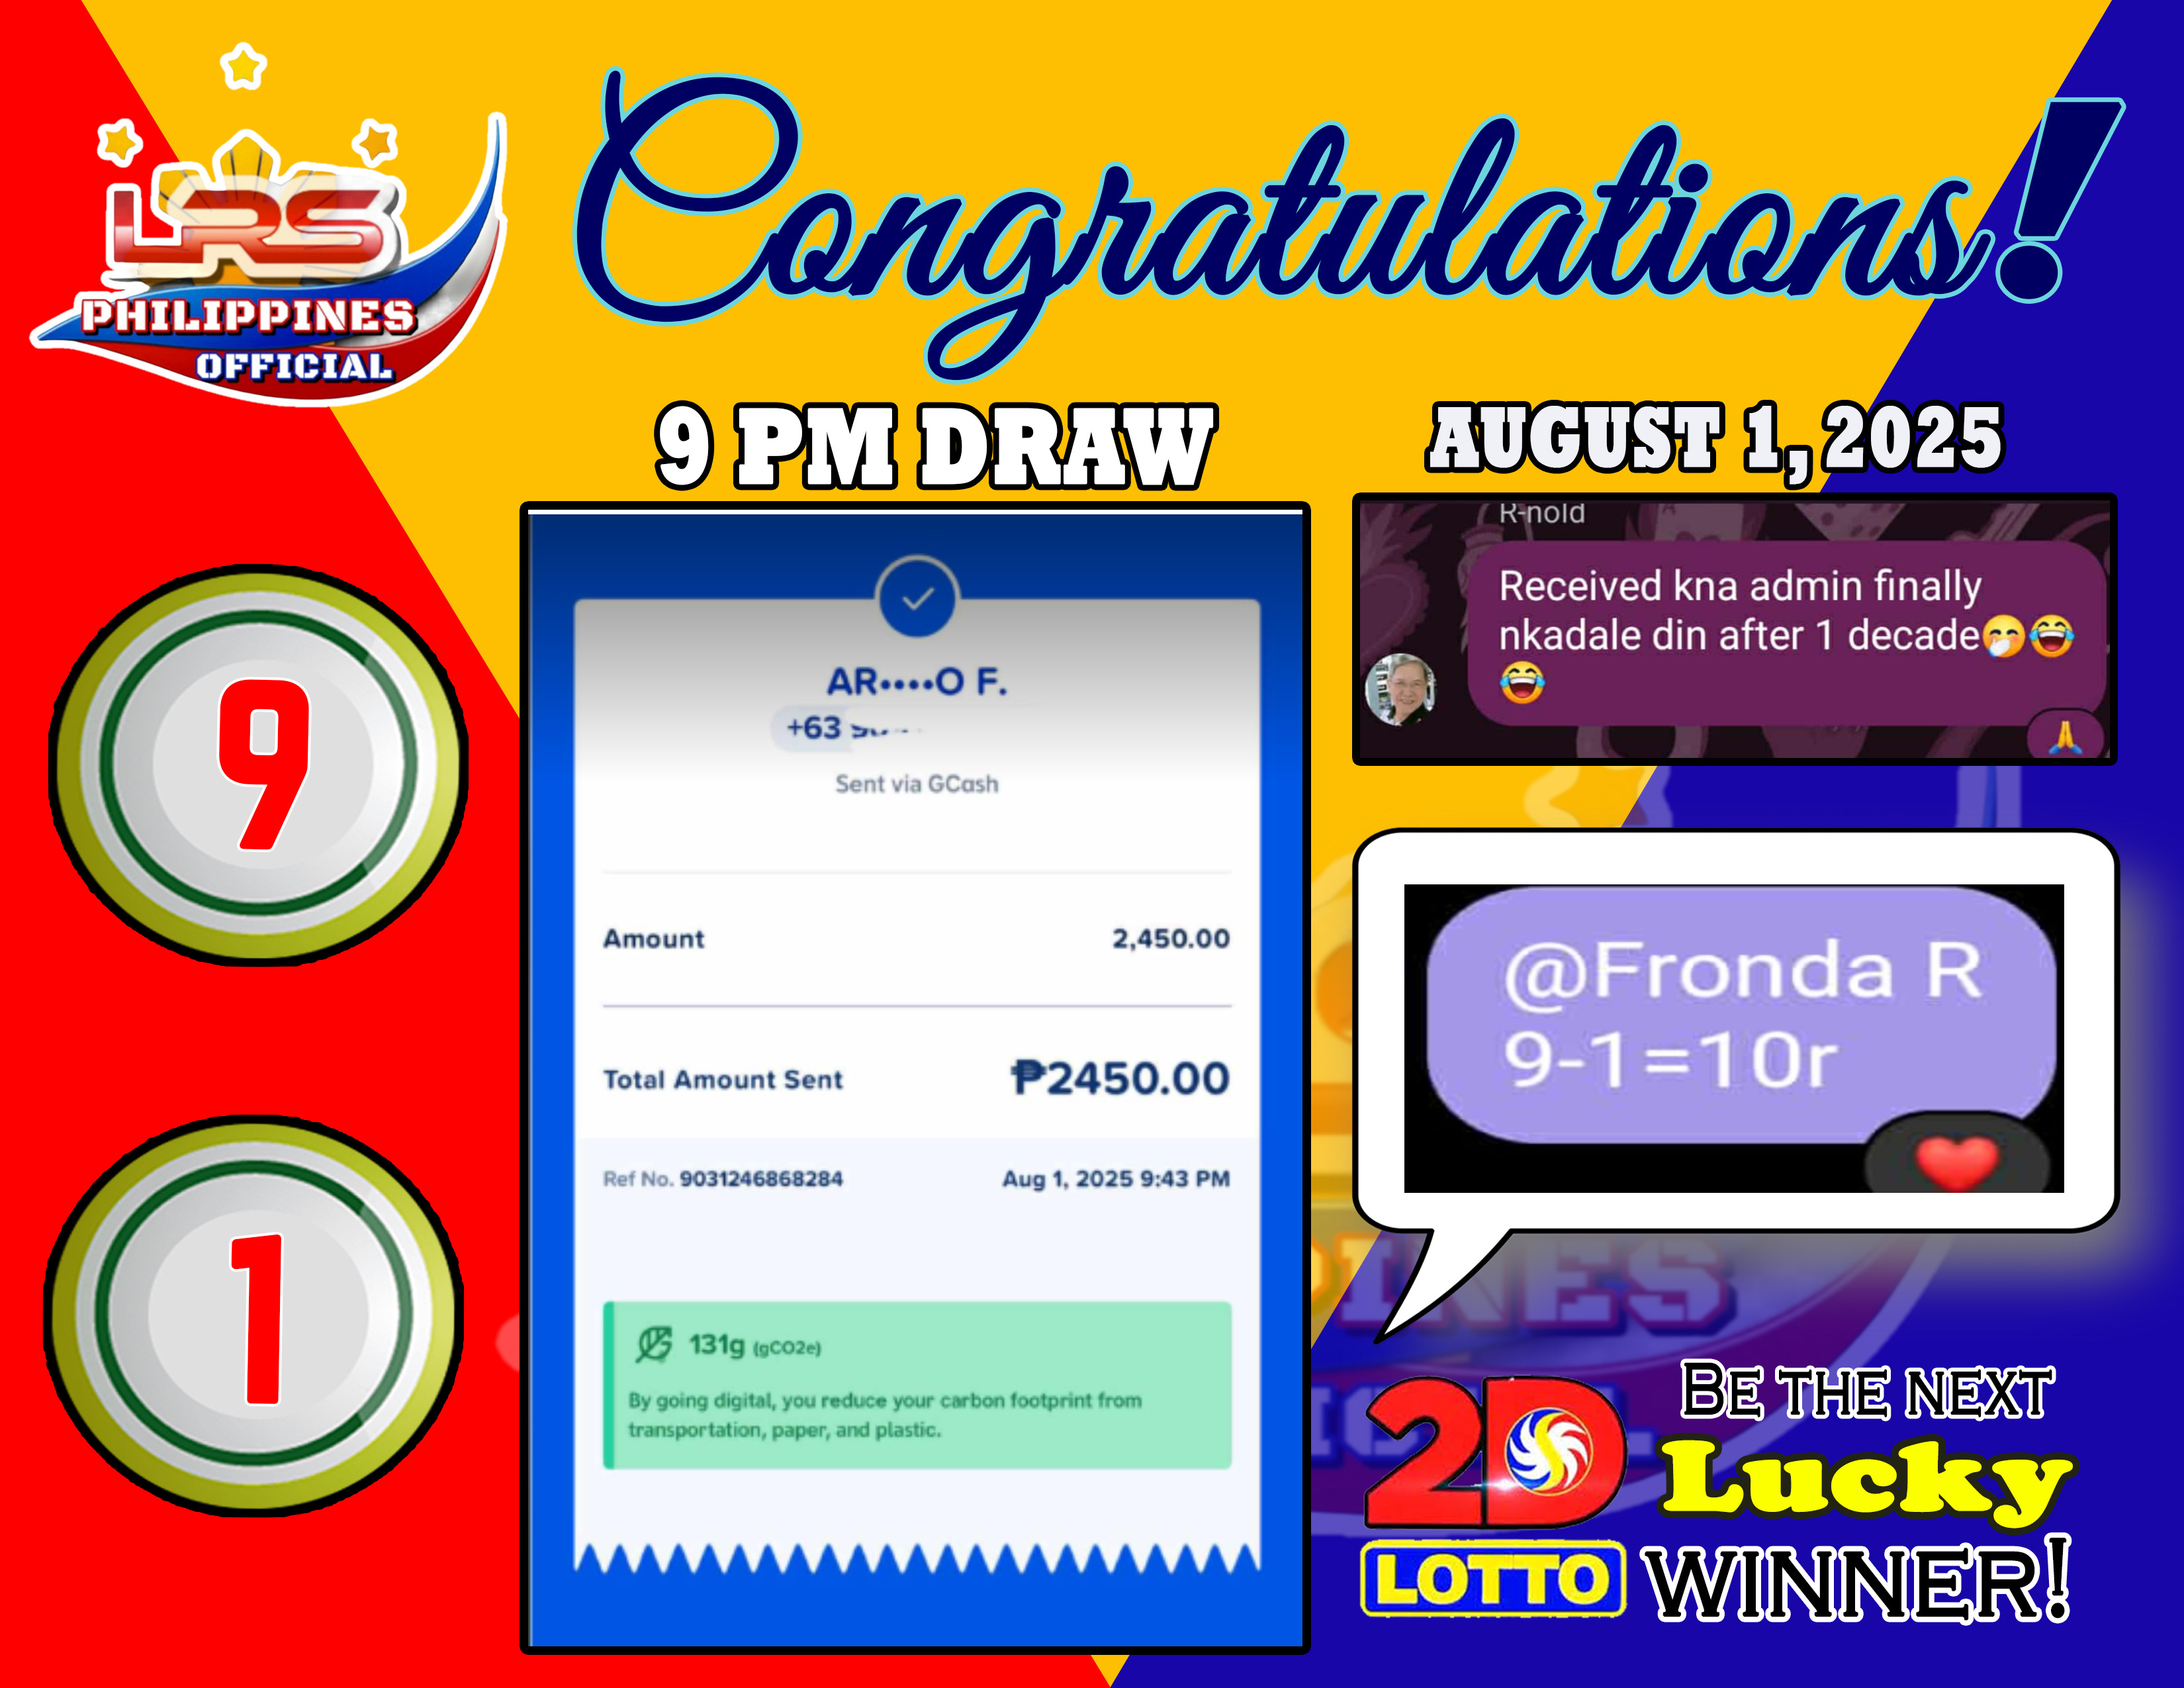 LRS
PHILIPPINES
OFFICIAL
Congratulations!
9 PM DRAW
AUGUST 1, 2025
9
1
AR••••O F.
+63
Sent via GCash
Amount 2,450.00
Total Amount Sent ₱2450.00
Ref No. 9031246868284 Aug 1, 2025 9:43 PM
131g (gCO2e)
By going digital, you reduce your carbon footprint from
transportation, paper, and plastic.
R-nold
Received kna admin finally
nkadale din after 1 decade🤭😂
😂
🙏
@Fronda R
9-1=10r
❤️
2D
LOTTO
BE THE NEXT
Lucky
WINNER!